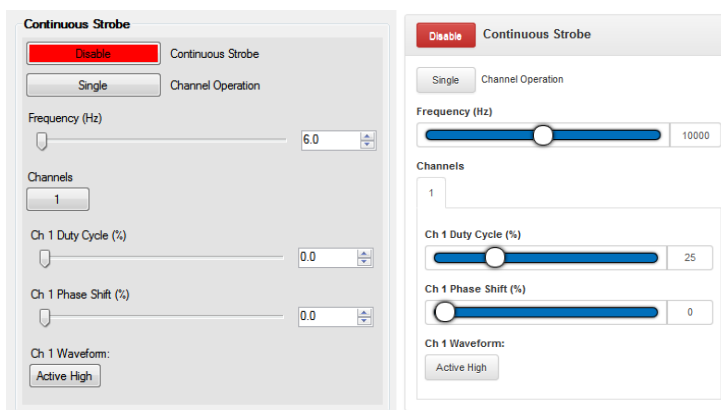 Continuous Strobe
Disable Continuous Strobe
Single Channel Operation
Frequency (Hz)
6.0
Channels
1
Ch 1 Duty Cycle (%)
0.0
Ch 1 Phase Shift (%)
0.0
Ch 1 Waveform:
Active High
Disable Continuous Strobe
Single Channel Operation
Frequency (Hz)
10000
Channels
1
Ch 1 Duty Cycle (%)
25
Ch 1 Phase Shift (%)
0
Ch 1 Waveform:
Active High